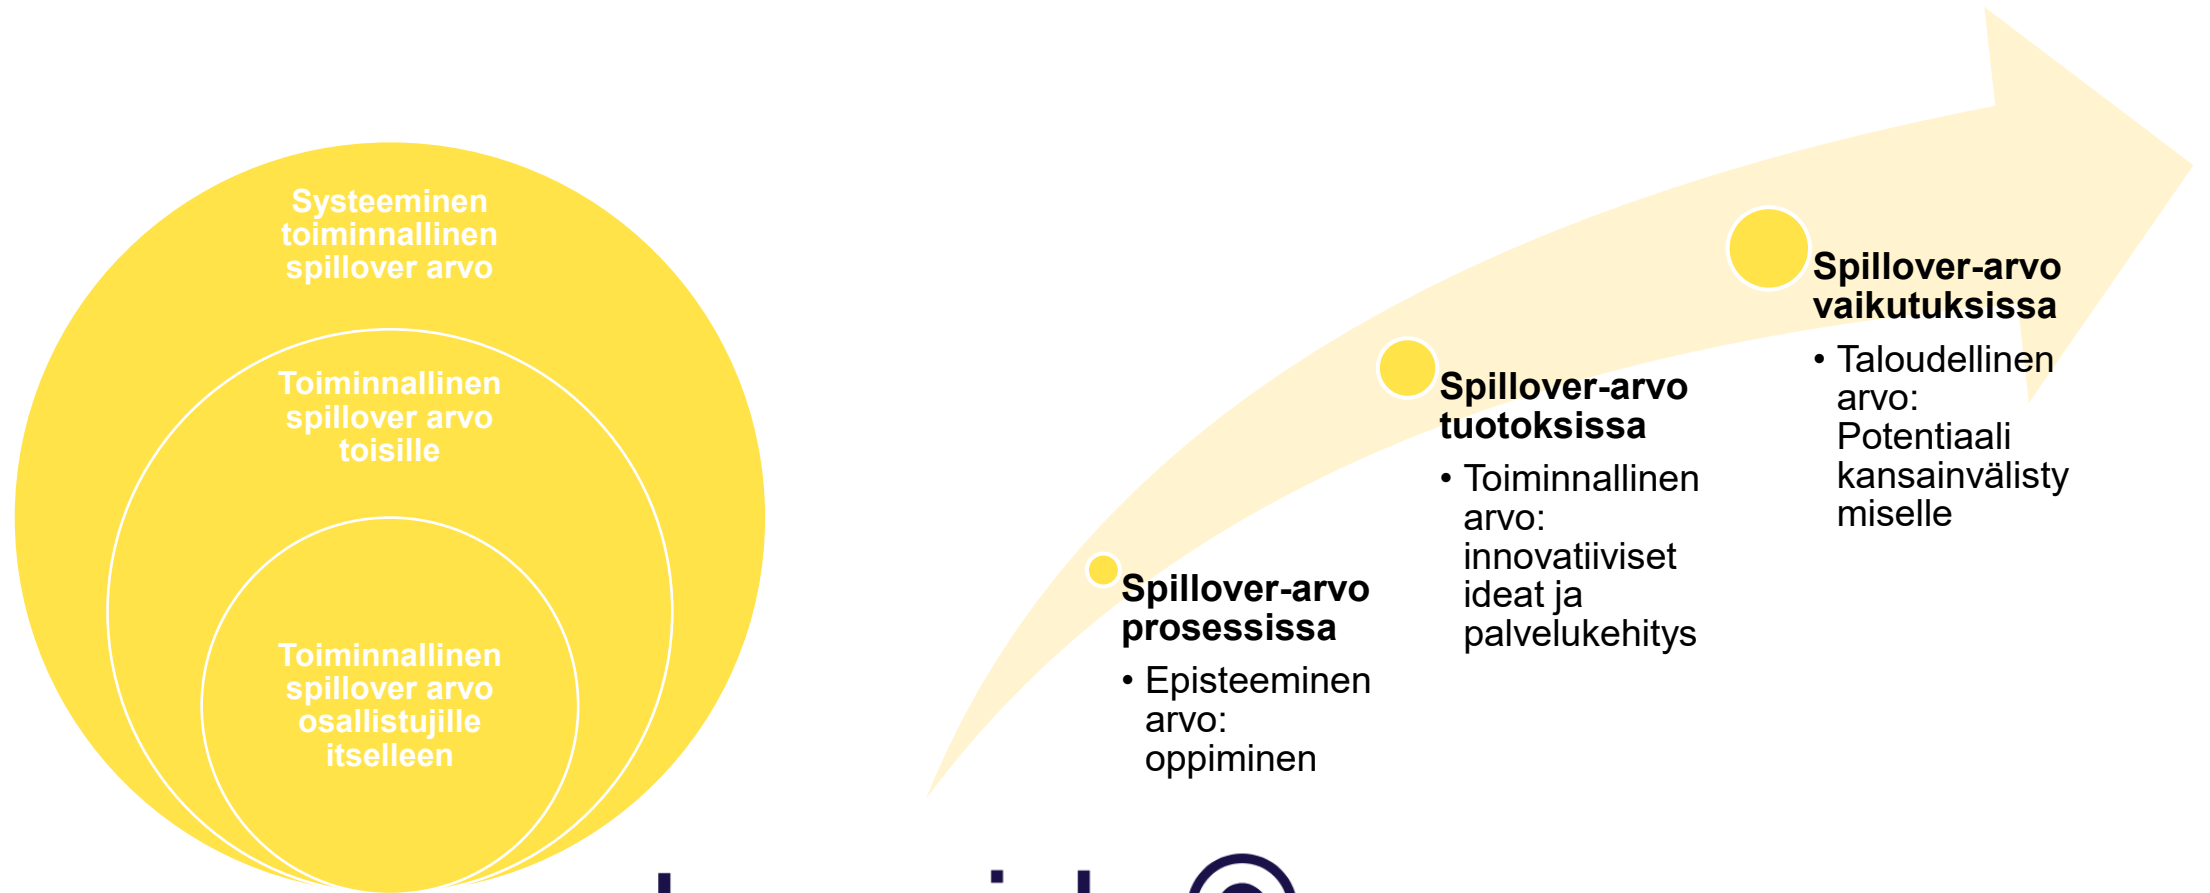 Systeeminen
toiminnallinen
spillover arvo
Toiminnallinen
spillover arvo
toisille
Toiminnallinen
spillover arvo
osallistujille
itselleen
Spillover-arvo
prosessissa
• Episteeminen
arvo:
oppiminen
Spillover-arvo
tuotoksissa
• Toiminnallinen
arvo:
innovatiiviset
ideat ja
palvelukehitys
Spillover-arvo
vaikutuksissa
• Taloudellinen
arvo:
Potentiaali
kansainvälisty
miselle